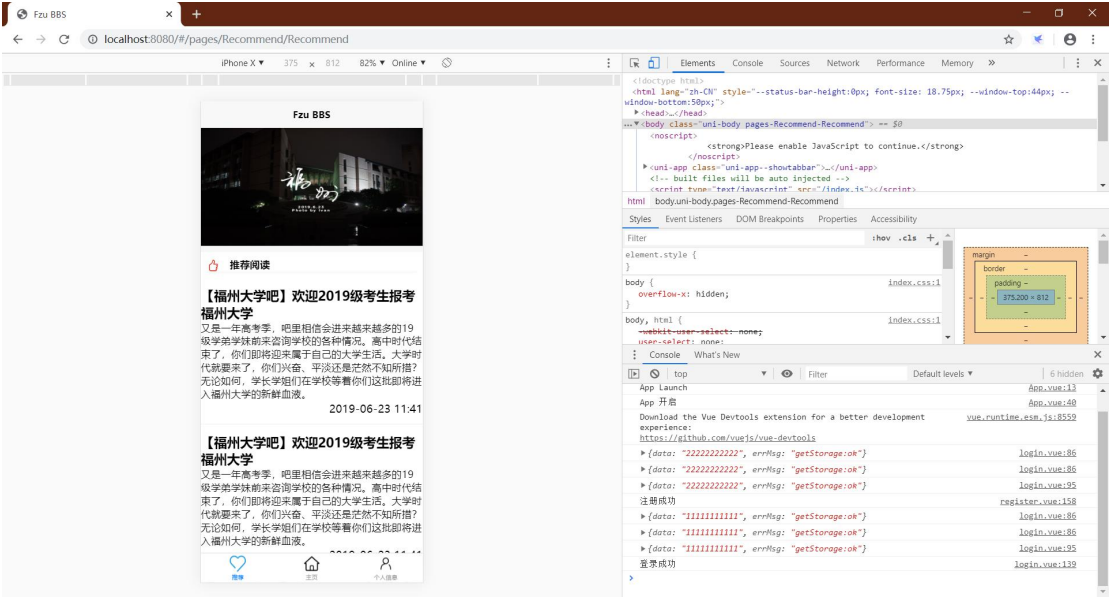 Fzu BBS
localhost:8080/#/pages/Recommend/Recommend
iPhone X ▼ 375 x 812 82% ▼ Online ▼
Elements Console Sources Network Performance Memory »
<!doctype html>
<html lang="zh-CN" style="--status-bar-height:0px; font-size: 18.75px; --window-top:44px; --
window-bottom:50px;">
▶<head>…</head>
…▼<body class="uni-body pages-Recommend-Recommend"> == $0
<noscript>
<strong>Please enable JavaScript to continue.</strong>
</noscript>
▶<uni-app class="uni-app--showtabbar">…</uni-app>
<!-- built files will be auto injected -->
<script type="text/javascript" src="/index.js"></script>
html body.uni-body.pages-Recommend-Recommend
Styles Event Listeners DOM Breakpoints Properties Accessibility
Filter :hov .cls +
element.style {
}
body { index.css:1
overflow-x: hidden;
}
body, html { index.css:1
-webkit-user-select: none;
user-select: none;
margin –
border –
padding –
375.200 × 812
Console What's New
top ▼ Filter Default levels ▼ 6 hidden
App Launch App.vue:13
App 开启 App.vue:40
Download the Vue Devtools extension for a better development vue.runtime.esm.js:8559
experience:
https://github.com/vuejs/vue-devtools
▶{data: "22222222222", errMsg: "getStorage:ok"} login.vue:86
▶{data: "22222222222", errMsg: "getStorage:ok"} login.vue:86
▶{data: "22222222222", errMsg: "getStorage:ok"} login.vue:95
注册成功 register.vue:158
▶{data: "11111111111", errMsg: "getStorage:ok"} login.vue:86
▶{data: "11111111111", errMsg: "getStorage:ok"} login.vue:86
▶{data: "11111111111", errMsg: "getStorage:ok"} login.vue:95
登录成功 login.vue:139
Fzu BBS
福州
2019.6.23
Photo by Ivan
推荐阅读
【福州大学吧】欢迎2019级考生报考
福州大学
又是一年高考季，吧里相信会进来越来越多的19
级学弟学妹前来咨询学校的各种情况。高中时代结
束了，你们即将迎来属于自己的大学生活。大学时
代就要来了，你们兴奋、平淡还是茫然不知所措？
无论如何，学长学姐们在学校等着你们这批即将进
入福州大学的新鲜血液。
2019-06-23 11:41
【福州大学吧】欢迎2019级考生报考
福州大学
又是一年高考季，吧里相信会进来越来越多的19
级学弟学妹前来咨询学校的各种情况。高中时代结
束了，你们即将迎来属于自己的大学生活。大学时
代就要来了，你们兴奋、平淡还是茫然不知所措？
无论如何，学长学姐们在学校等着你们这批即将进
入福州大学的新鲜血液。
2019-06-23 11:41
推荐 主页 个人信息